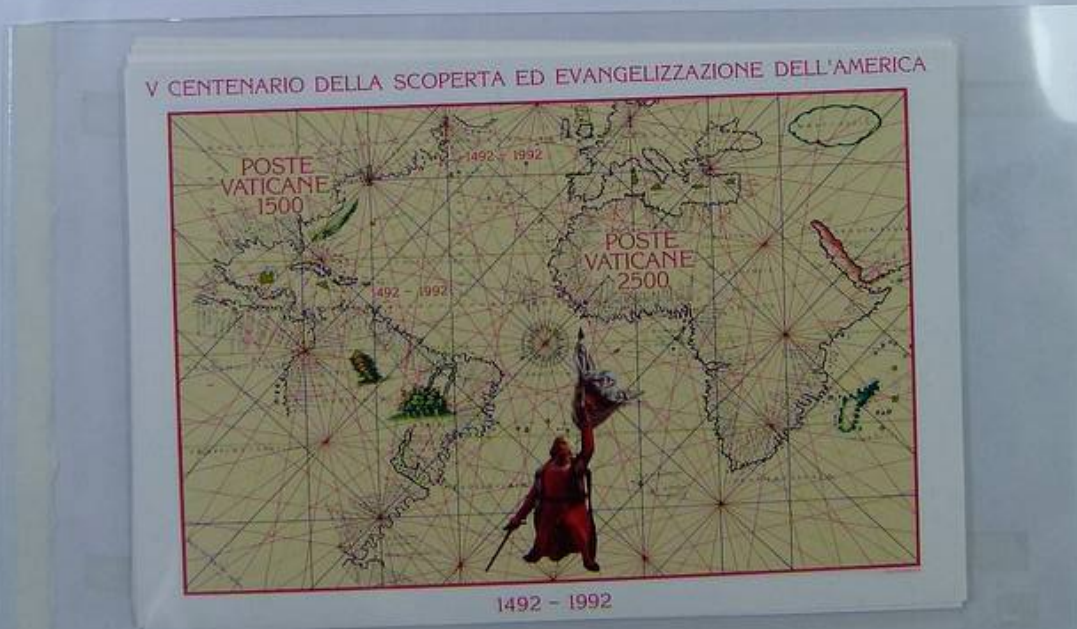 V CENTENARIO DELLA SCOPERTA ED EVANGELIZZAZIONE DELL'AMERICA
1492 - 1992
POSTE
VATICANE
1500
POSTE
VATICANE
2500
1492 - 1992
1492 - 1992